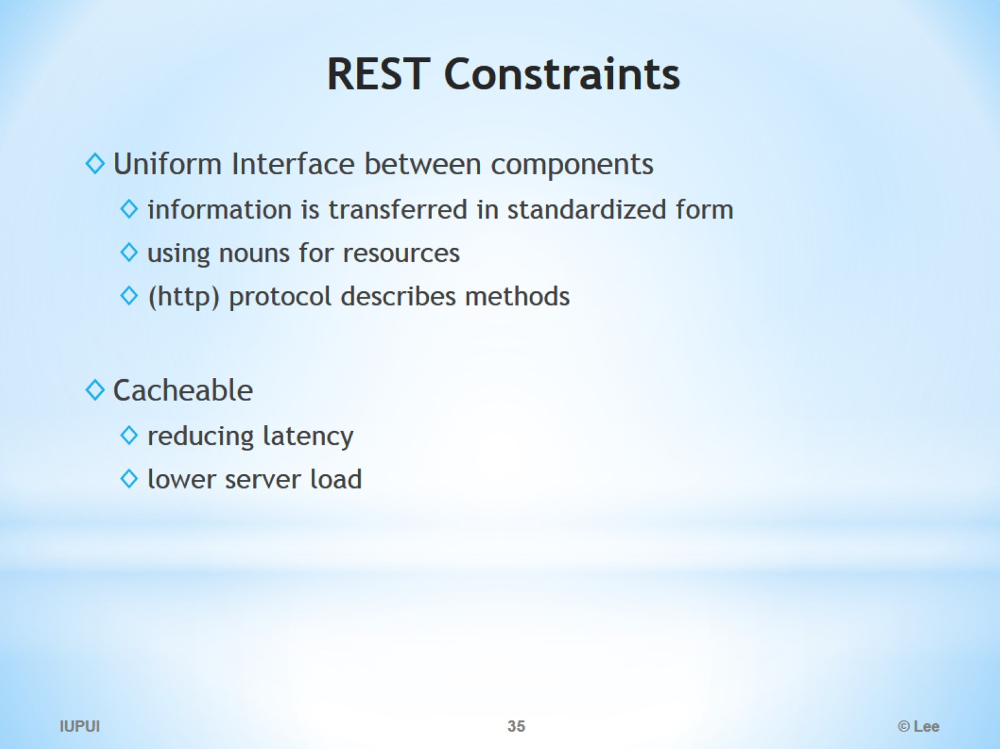 REST Constraints
Uniform Interface between components
information is transferred in standardized form
using nouns for resources
(http) protocol describes methods
Cacheable
reducing latency
lower server load
IUPUI
35
© Lee